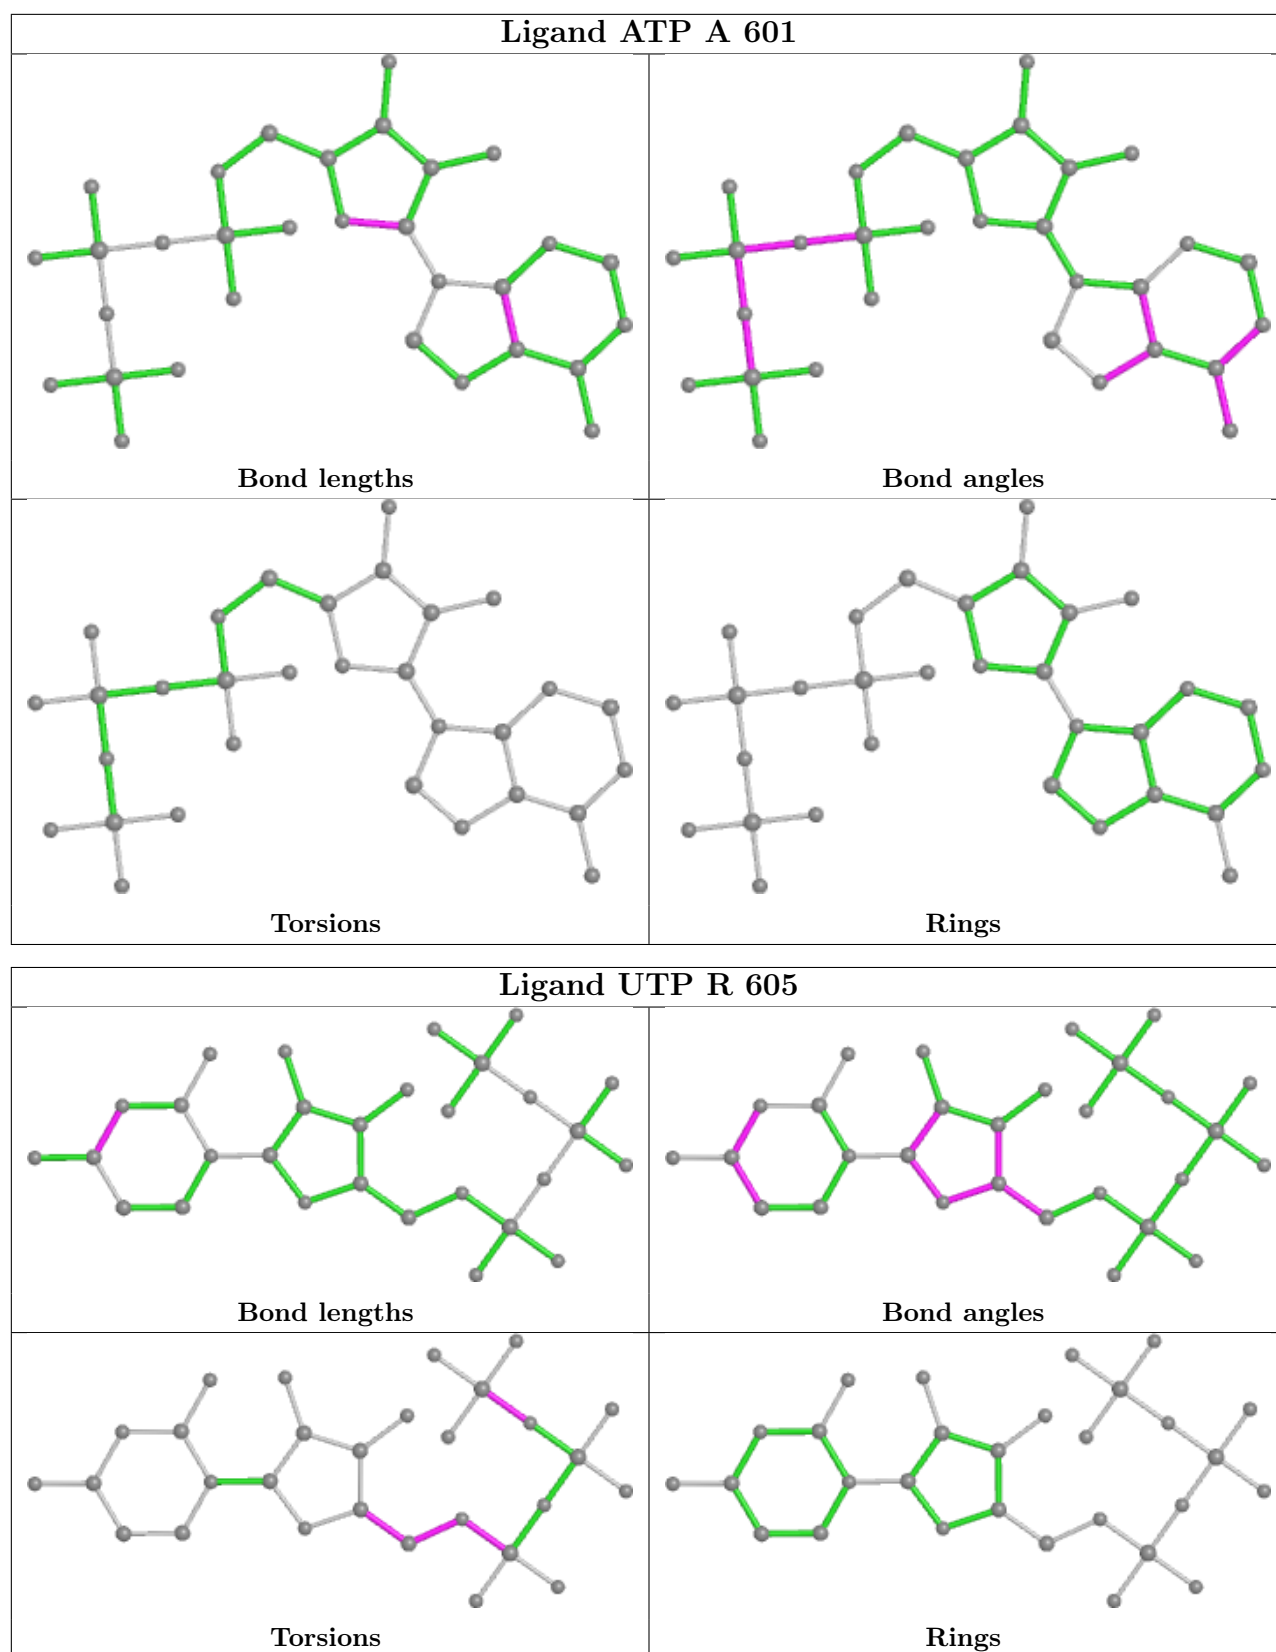 Ligand ATP A 601
Bond lengths
Bond angles
Torsions
Rings
Ligand UTP R 605
Bond lengths
Bond angles
Torsions
Rings